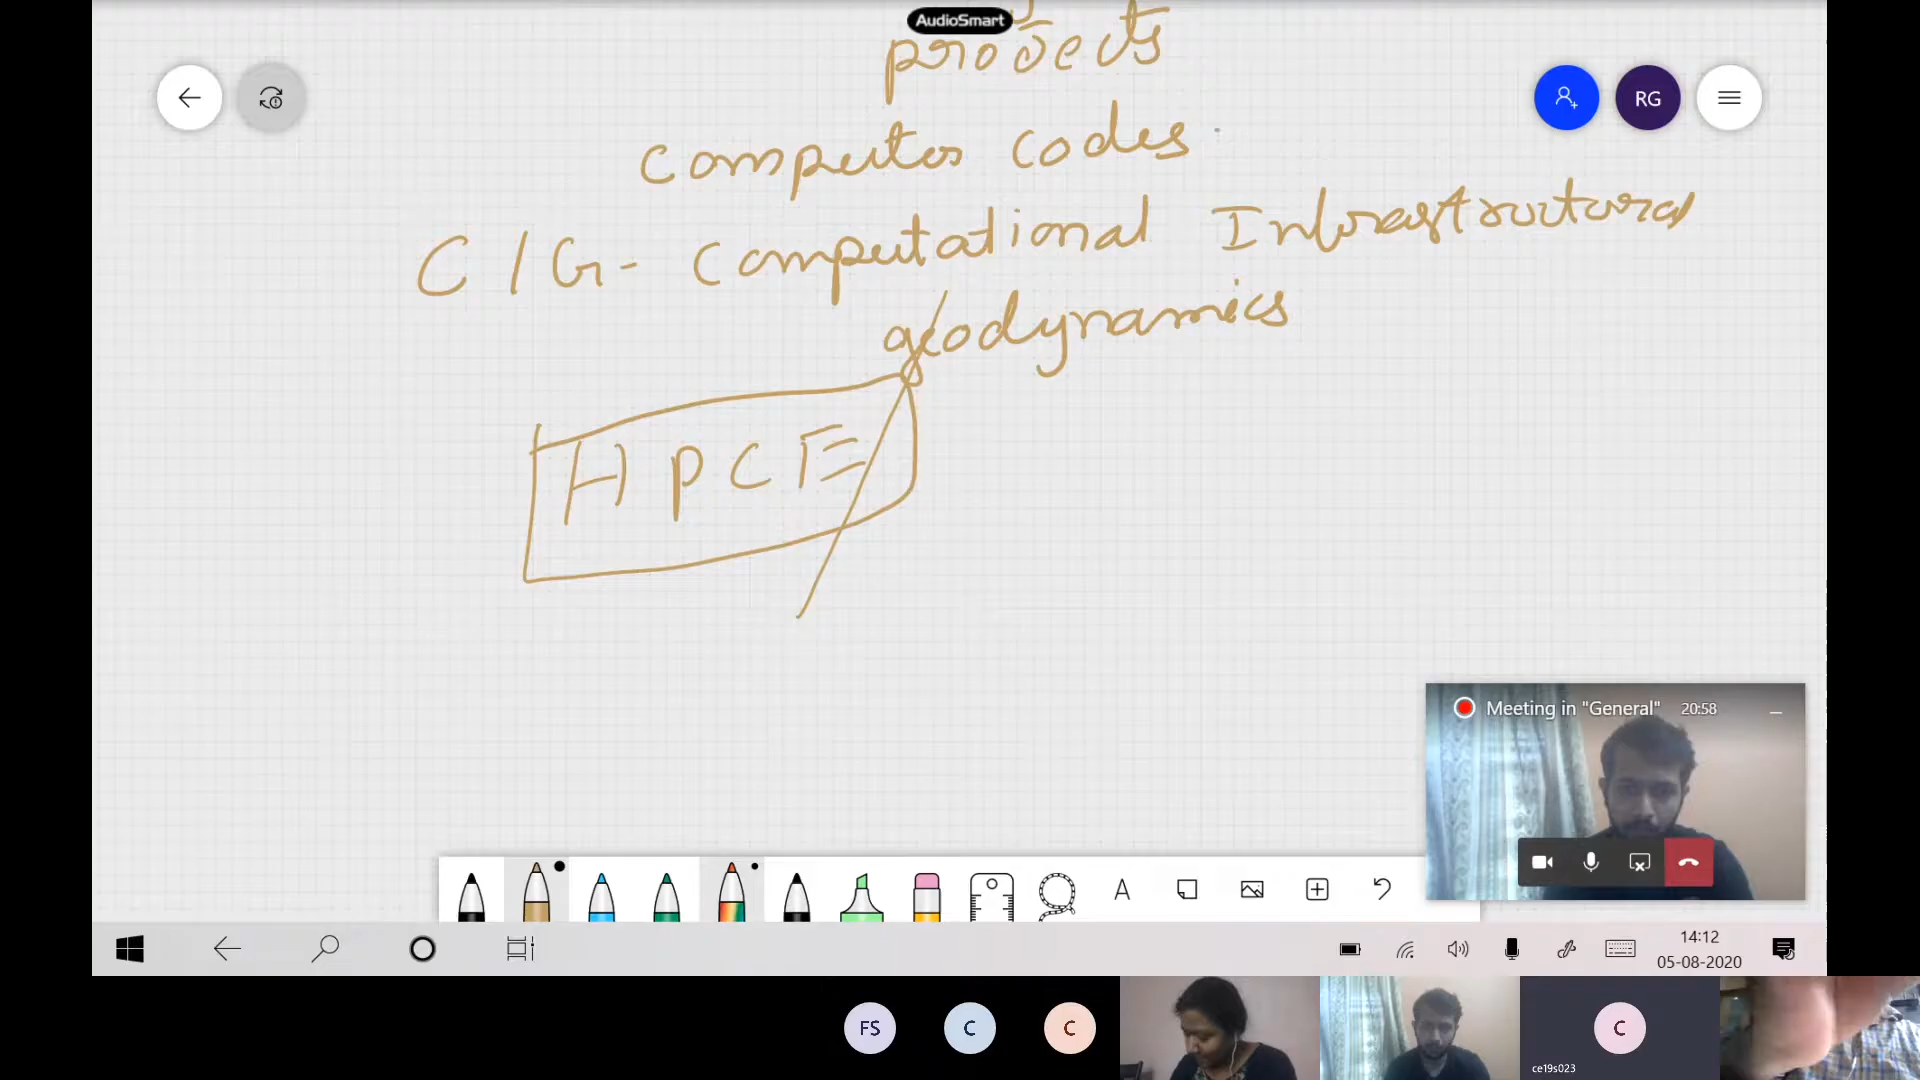 AudioSmart
projects
RG
Computer codes
CIG - Computational Infrastructural
geodynamics
HPCE
Meeting in "General" 20:58
A
14:12
05-08-2020
FS
C
C
C
ce19s023